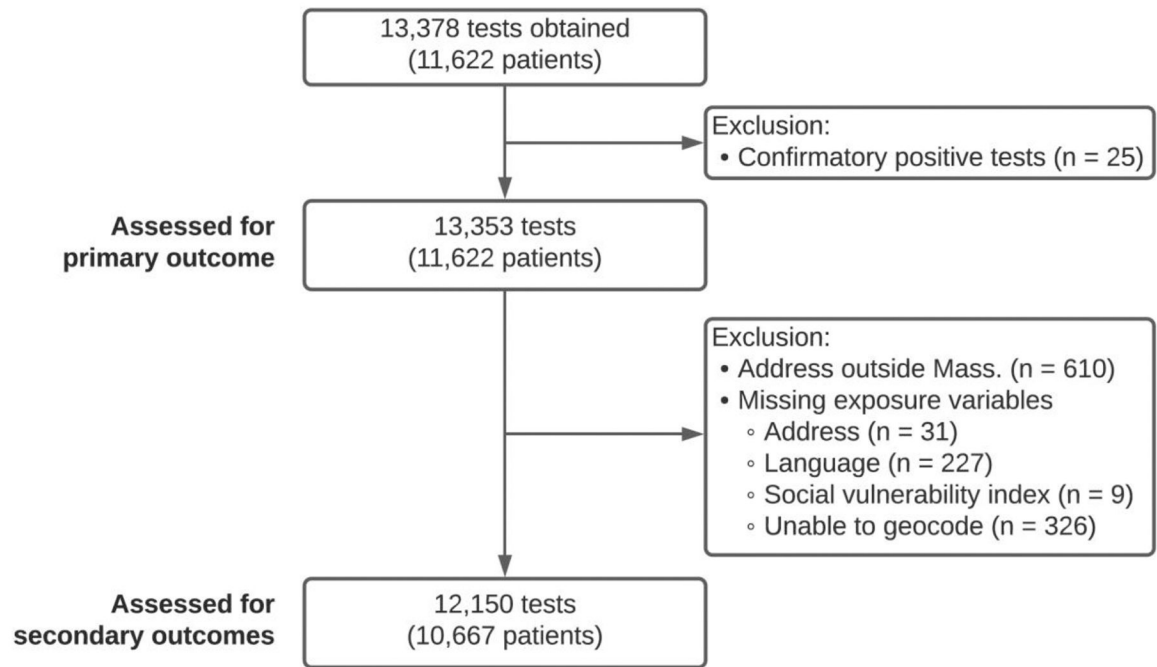 13,378 tests obtained
(11,622 patients)
Exclusion:
• Confirmatory positive tests (n = 25)
Assessed for
primary outcome
13,353 tests
(11,622 patients)
Exclusion:
• Address outside Mass. (n = 610)
• Missing exposure variables
◦ Address (n = 31)
◦ Language (n = 227)
◦ Social vulnerability index (n = 9)
◦ Unable to geocode (n = 326)
Assessed for
secondary outcomes
12,150 tests
(10,667 patients)